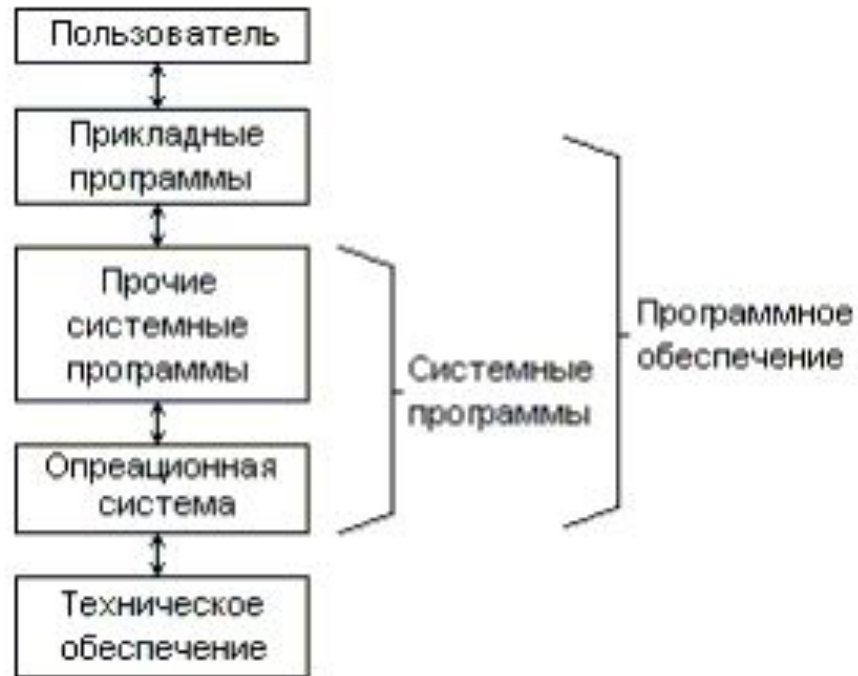 Пользователь
Прикладные
программы
Прочие
системные
программы
Опреационная
система
Техническое
обеспечение
Системные
программы
Программное
обеспечение